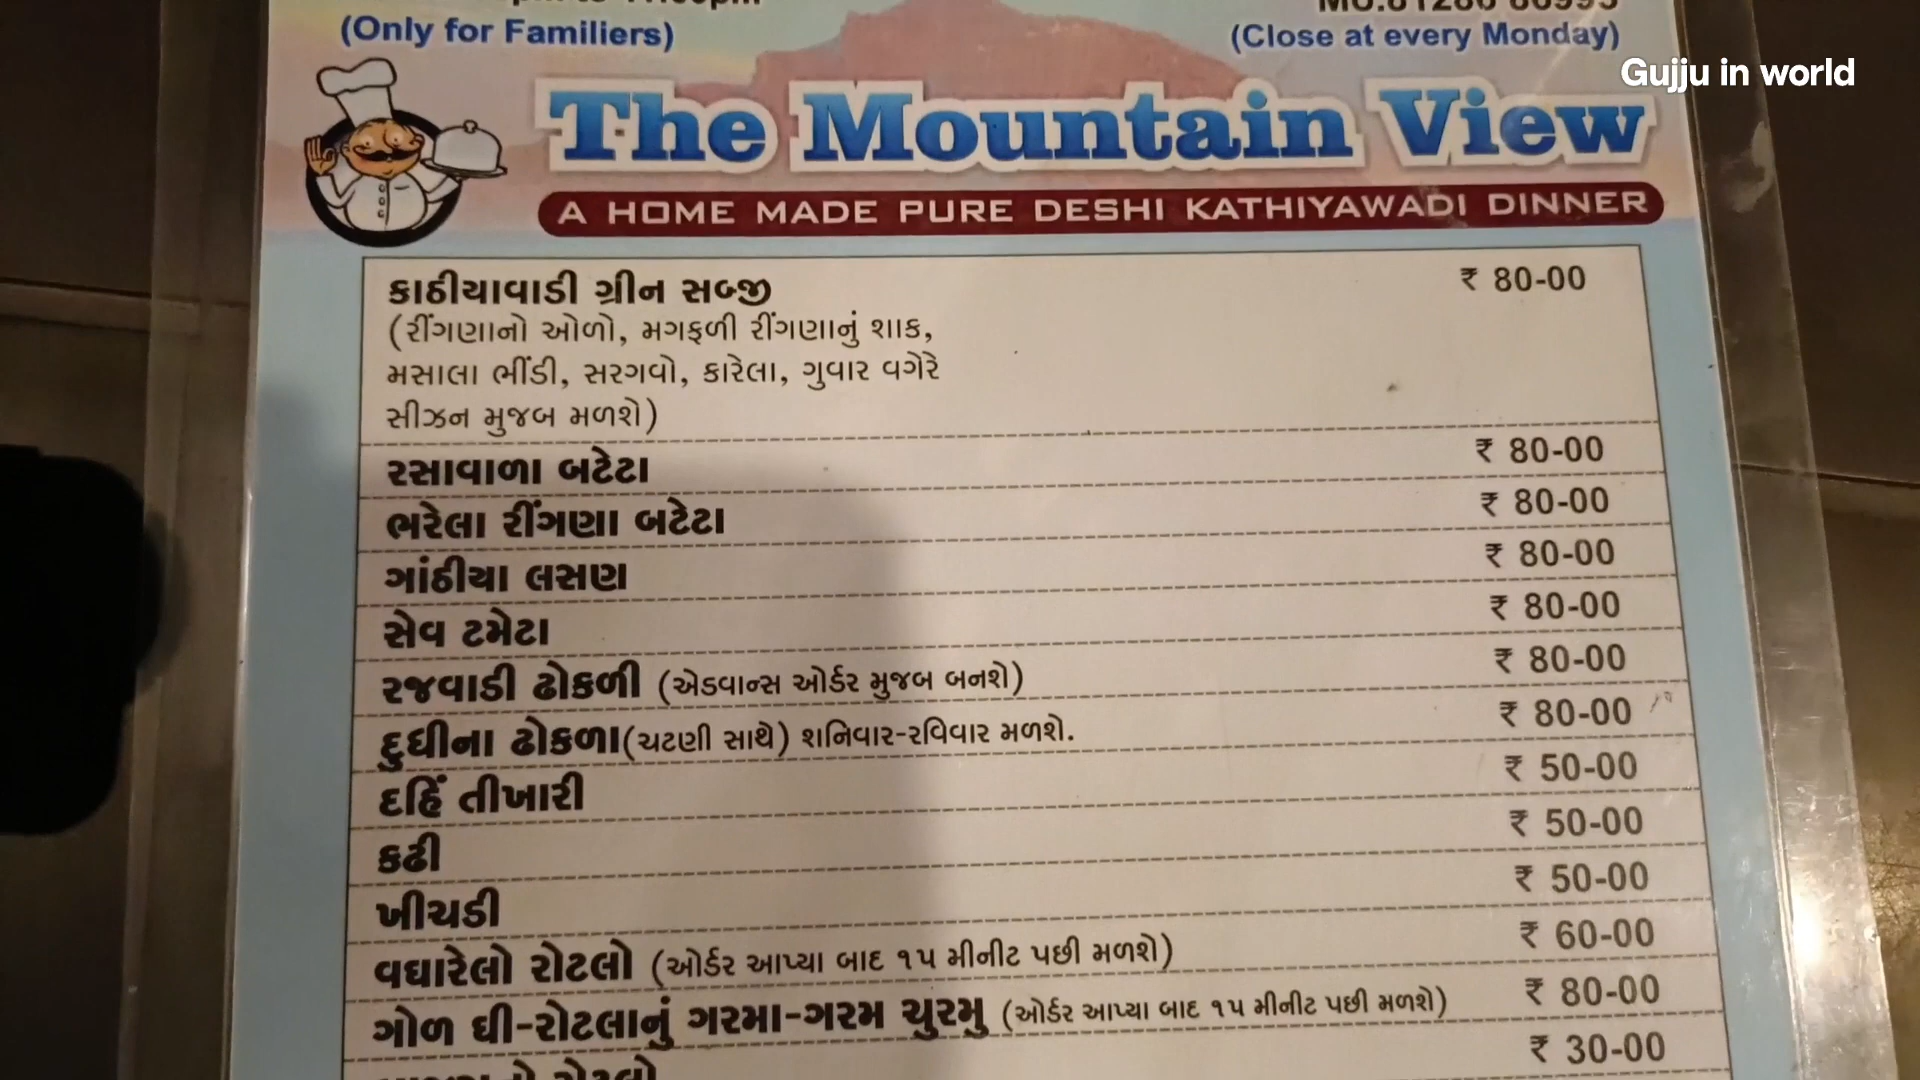 (Only for Familiers)
(Close at every Monday)
Gujju in world
The Mountain View
A HOME MADE PURE DESHI KATHIYAWADI DINNER
કાઠીયાવાડી ગ્રીન સબ્જી ₹ 80-00
(રીંગણાનો ઓળો, મગફળી રીંગણાનું શાક,
મસાલા ભીંડી, સરગવો, કારેલા, ગુવાર વગેરે
સીઝન મુજબ મળશે)
રસાવાળા બટેટા ₹ 80-00
ભરેલા રીંગણા બટેટા ₹ 80-00
ગાંઠીયા લસણ ₹ 80-00
સેવ ટમેટા ₹ 80-00
રજવાડી ઢોકળી (એડવાન્સ ઓર્ડર મુજબ બનશે) ₹ 80-00
દુધીના ઢોકળા(ચટણી સાથે) શનિવાર-રવિવાર મળશે. ₹ 80-00
દહિં તીખારી ₹ 50-00
કઢી ₹ 50-00
ખીચડી ₹ 50-00
વઘારેલો રોટલો (ઓર્ડર આપ્યા બાદ ૧૫ મીનીટ પછી મળશે) ₹ 60-00
ગોળ ઘી-રોટલાનું ગરમા-ગરમ ચુરમુ (ઓર્ડર આપ્યા બાદ ૧૫ મીનીટ પછી મળશે) ₹ 80-00
₹ 30-00